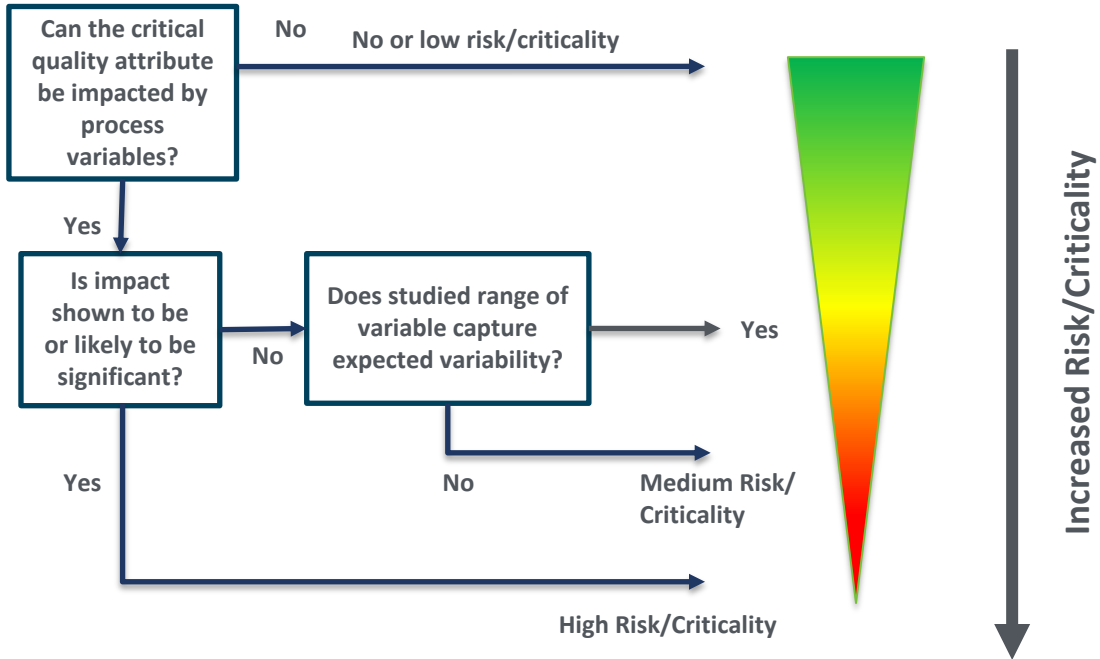 Can the critical
quality attribute
be impacted by
process
variables?
No
No or low risk/criticality
Yes
Is impact
shown to be
or likely to be
significant?
No
Does studied range of
variable capture
expected variability?
Yes
No
Medium Risk/
Criticality
Yes
High Risk/Criticality
Increased Risk/Criticality